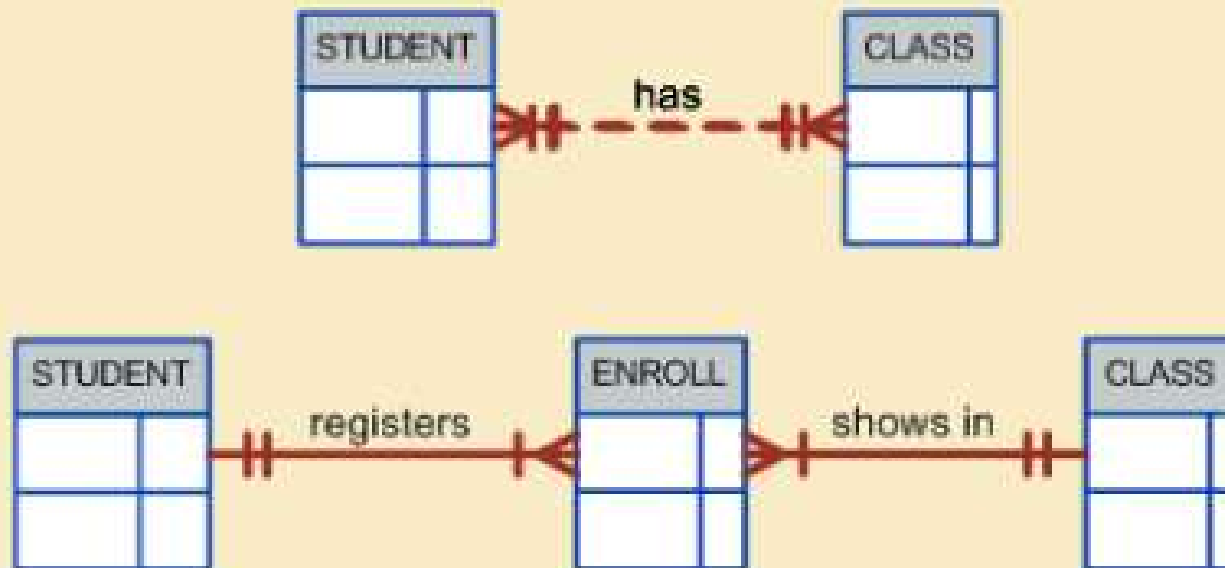 STUDENT
CLASS
has
STUDENT
ENROLL
CLASS
registers
shows in